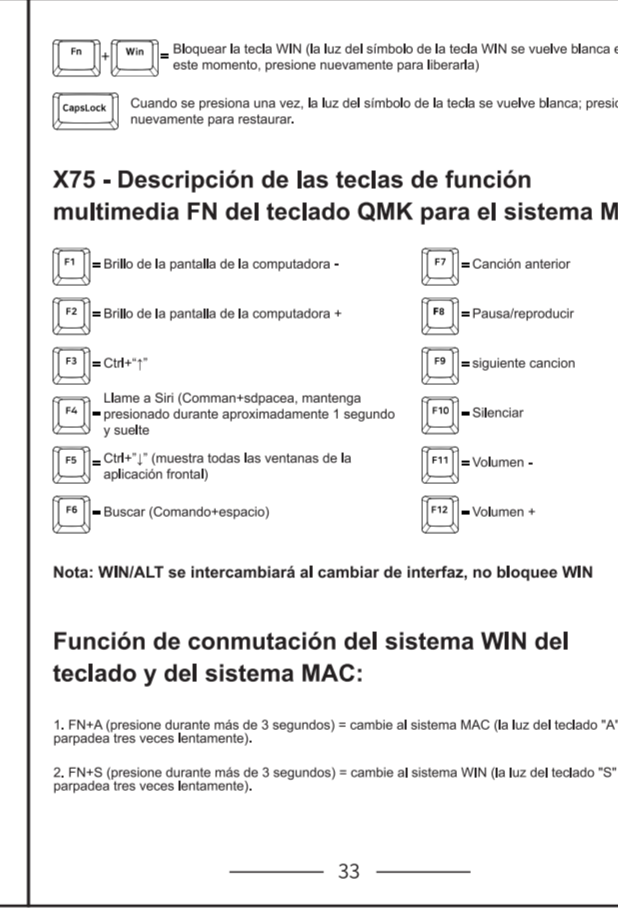 Fn + Win = Bloquear la tecla WIN (la luz del símbolo de la tecla WIN se vuelve blanca
este momento, presione nuevamente para liberarla)
CapsLock Cuando se presiona una vez, la luz del símbolo de la tecla se vuelve blanca;
nuevamente para restaurar.
X75 - Descripción de las teclas de función
multimedia FN del teclado QMK para el sistema
F1 = Brillo de la pantalla de la computadora -
F2 = Brillo de la pantalla de la computadora +
F3 = Ctrl+"↑"
F4 = Llame a Siri (Comman+sdpacea, mantenga
presionado durante aproximadamente 1 segundo
y suelte
F5 = Ctrl+"↓" (muestra todas las ventanas de la
aplicación frontal)
F6 = Buscar (Comando+espacio)
F7 = Canción anterior
F8 = Pausa/reproducir
F9 = siguiente cancion
F10 = Silenciar
F11 = Volumen -
F12 = Volumen +
Nota: WIN/ALT se intercambiará al cambiar de interfaz, no bloquee WIN
Función de conmutación del sistema WIN del
teclado y del sistema MAC:
1. FN+A (presione durante más de 3 segundos) = cambie al sistema MAC (la luz del teclado "A"
parpadea tres veces lentamente).
2. FN+S (presione durante más de 3 segundos) = cambie al sistema WIN (la luz del teclado "S"
parpadea tres veces lentamente).
33